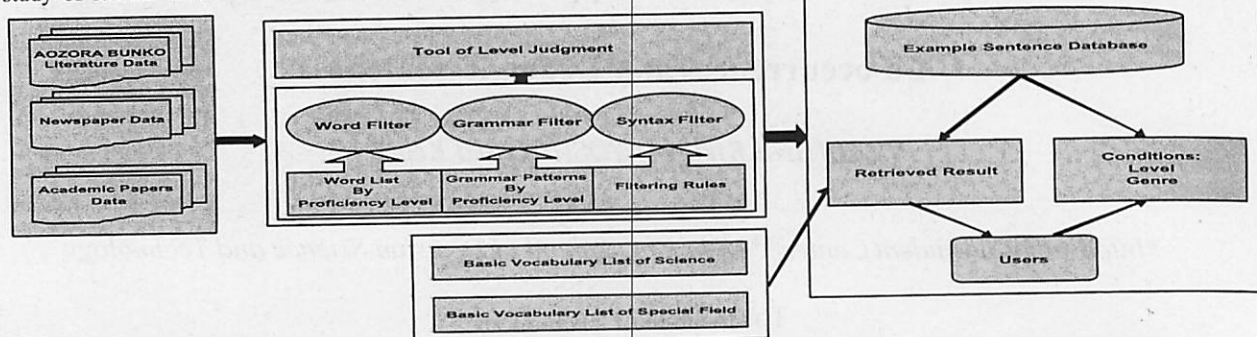 study
AOZORA BUNKO
Literature Data
Newspaper Data
Academic Papers
Data
Tool of Level Judgment
Word Filter
Grammar Filter
Syntax Filter
Word List
By
Proficiency Level
Grammar Patterns
By
Proficiency Level
Filtering Rules
Basic Vocabulary List of Science
Basic Vocabulary List of Special Field
Example Sentence Database
Retrieved Result
Conditions:
Level
Genre
Users